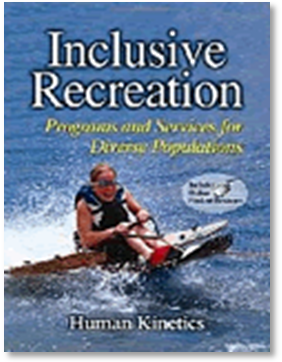 Inclusive
Recreation
Programs and Services for
Diverse Populations
Human Kinetics